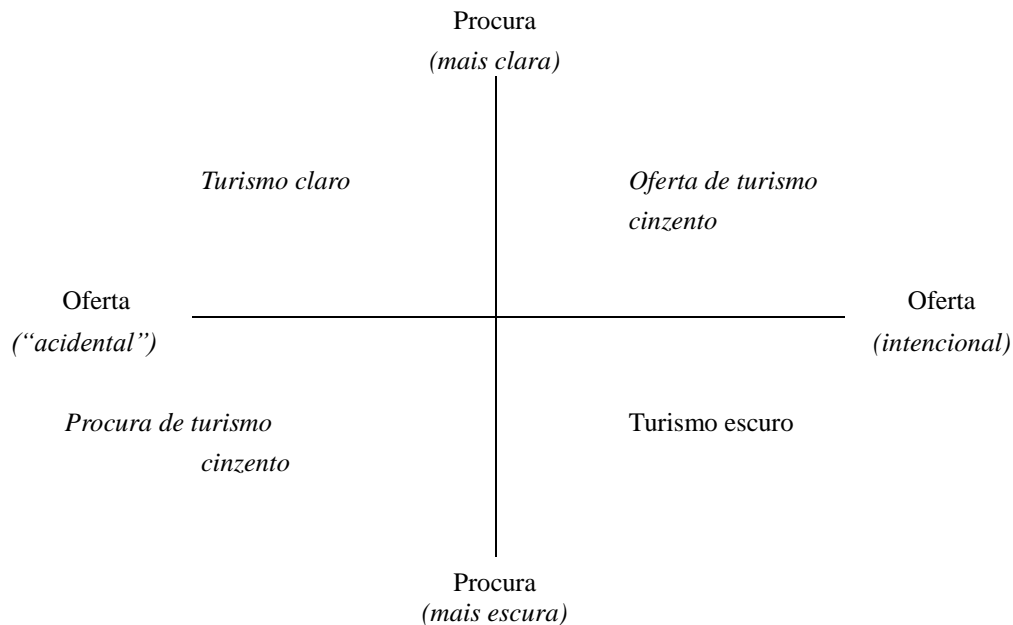 Procura
(mais clara)
Turismo claro
Oferta de turismo
cinzento
Oferta
(“acidental”)
Oferta
(intencional)
Procura de turismo
cinzento
Turismo escuro
Procura
(mais escura)